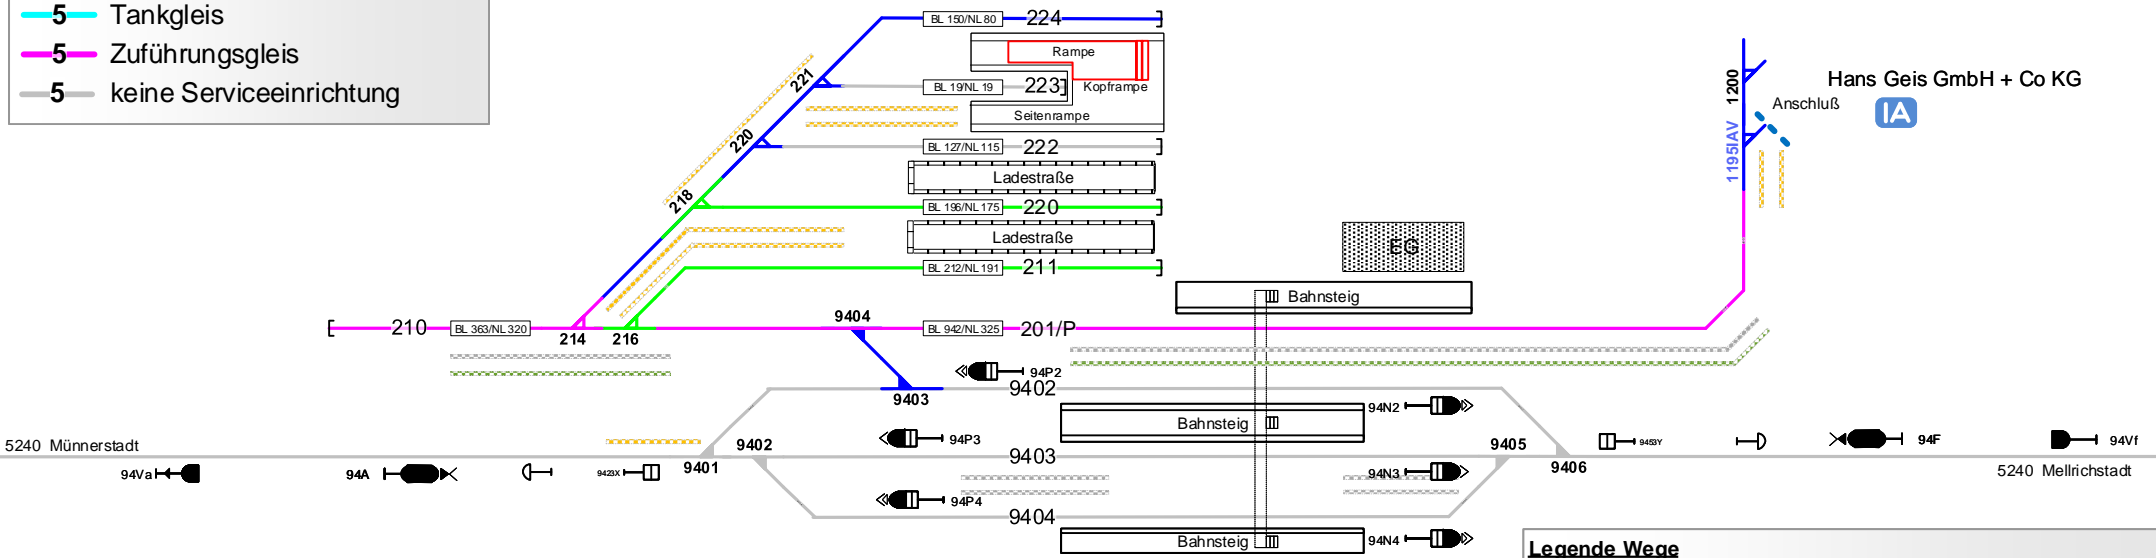 5 Tankgleis
5 Zuführungsgleis
5 keine Serviceeinrichtung
BL 150/NL 80 224
Rampe
221
BL 19/NL 19 223
Kopframpe
Seitenrampe
220
BL 127/NL 115 222
Ladestraße
218
BL 196/NL 175 220
Ladestraße
EG
BL 212/NL 191 211
Bahnsteig
1200
Hans Geis GmbH + Co KG
Anschluß
IA
1195IAV
210 BL 363/NL 320
214 216
9404
BL 942/NL 325 201/P
94P2
9402
9403
94N2
Bahnsteig
5240 Münnerstadt
9402
94P3
9405
9453Y
94F
94Vf
9403
94Va
94A
9423X
9401
94N3
9406
5240 Mellrichstadt
94P4
9404
Bahnsteig
94N4
Legende Wege